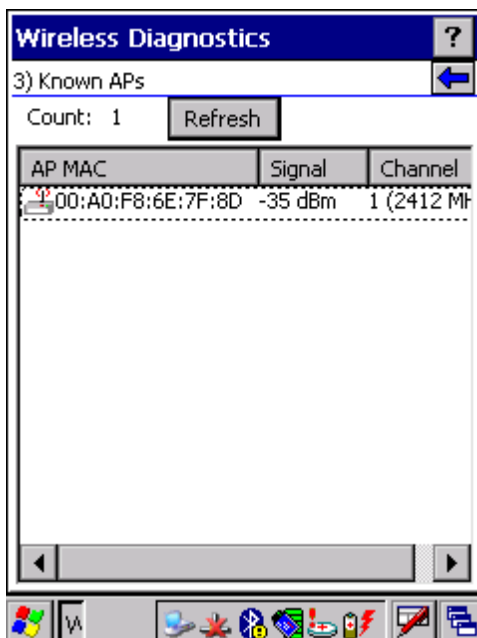 Wireless Diagnostics ?
3) Known APs
Count: 1 Refresh
AP MAC Signal Channel
00:A0:F8:6E:7F:8D -35 dBm 1 (2412 MH